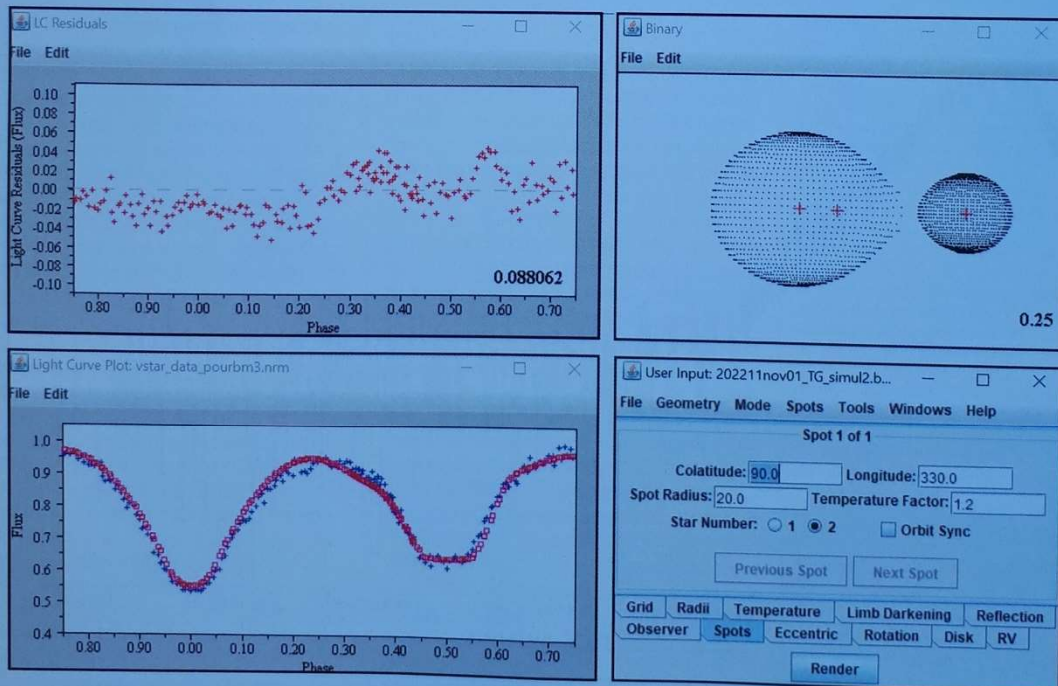 LC Residuals
File Edit
Light Curve Residuals (Flux)
0.10
0.08
0.06
0.04
0.02
0.00
-0.02
-0.04
-0.06
-0.08
-0.10
0.088062
0.80 0.90 0.00 0.10 0.20 0.30 0.40 0.50 0.60 0.70
Phase
Binary
File Edit
0.25
Light Curve Plot: vstar_data_pourbm3.nrm
File Edit
Flux
1.0
0.9
0.8
0.7
0.6
0.5
0.4
0.80 0.90 0.00 0.10 0.20 0.30 0.40 0.50 0.60 0.70
Phase
User Input: 202211nov01_TG_simul2.b...
File Geometry Mode Spots Tools Windows Help
Spot 1 of 1
Colatitude: 90.0 Longitude: 330.0
Spot Radius: 20.0 Temperature Factor: 1.2
Star Number: 1 2 Orbit Sync
Previous Spot Next Spot
Grid Radii Temperature Limb Darkening Reflection
Observer Spots Eccentric Rotation Disk RV
Render